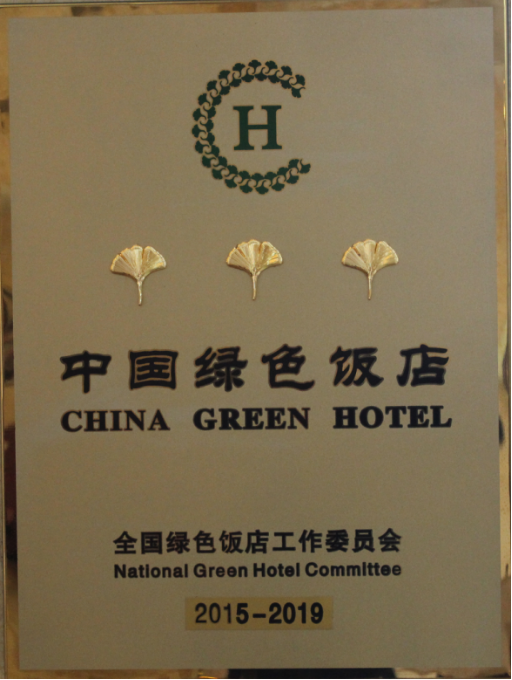 H
中国绿色饭店
CHINA GREEN HOTEL
全国绿色饭店工作委员会
National Green Hotel Committee
2015-2019